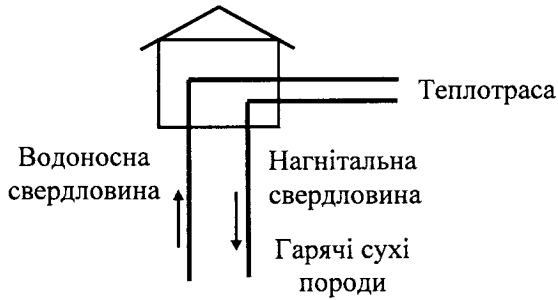 Теплотраса
Водоносна
свердловина
Нагнітальна
свердловина
Гарячі сухі
породи